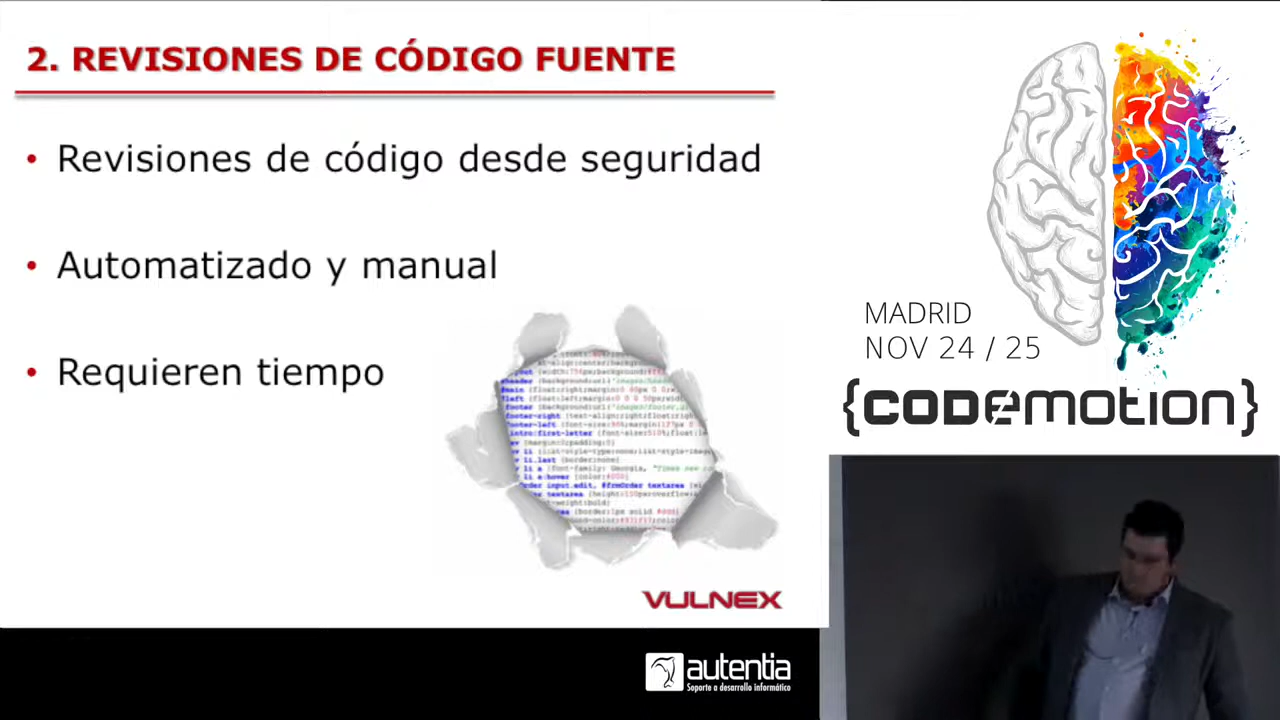 2. REVISIONES DE CÓDIGO FUENTE
• Revisiones de código desde seguridad
• Automatizado y manual
• Requieren tiempo
VULNEX
autentia
Soporte a desarrollo informático
MADRID
NOV 24 / 25
{CODEMOTION}